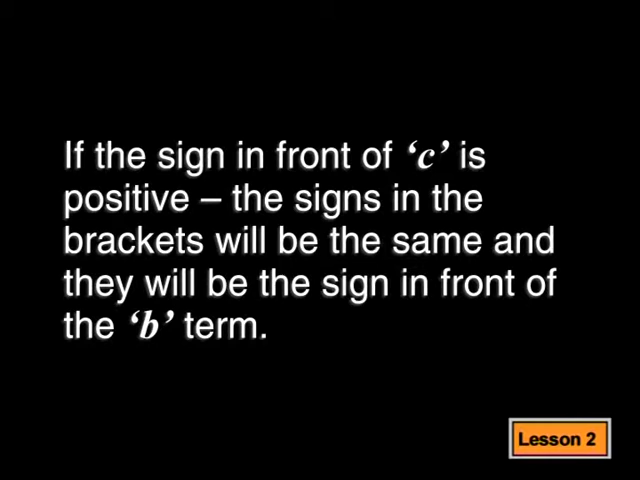 If the sign in front of ‘c’ is
positive – the signs in the
brackets will be the same and
they will be the sign in front of
the ‘b’ term.
Lesson 2